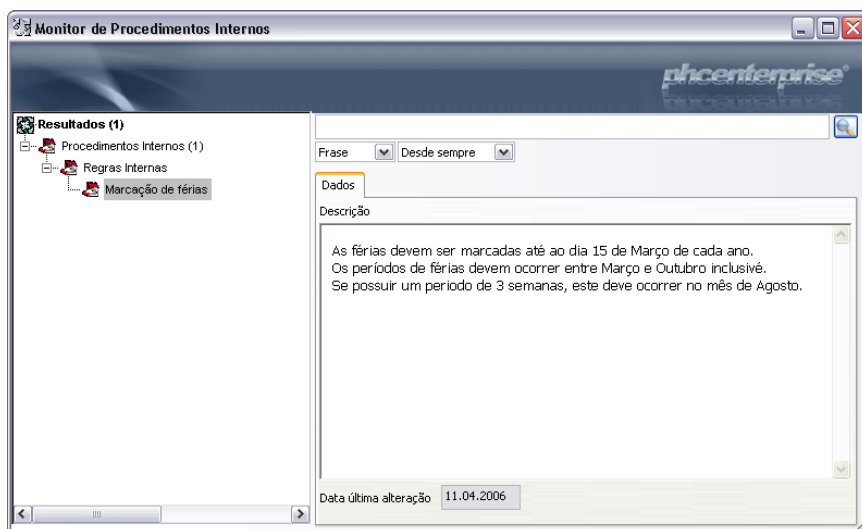 Monitor de Procedimentos Internos
phcenterprise
Resultados (1)
Procedimentos Internos (1)
Regras Internas
Marcação de férias
Frase
Desde sempre
Dados
Descrição
As férias devem ser marcadas até ao dia 15 de Março de cada ano.
Os períodos de férias devem ocorrer entre Março e Outubro inclusivé.
Se possuir um periodo de 3 semanas, este deve ocorrer no mês de Agosto.
Data última alteração 11.04.2006